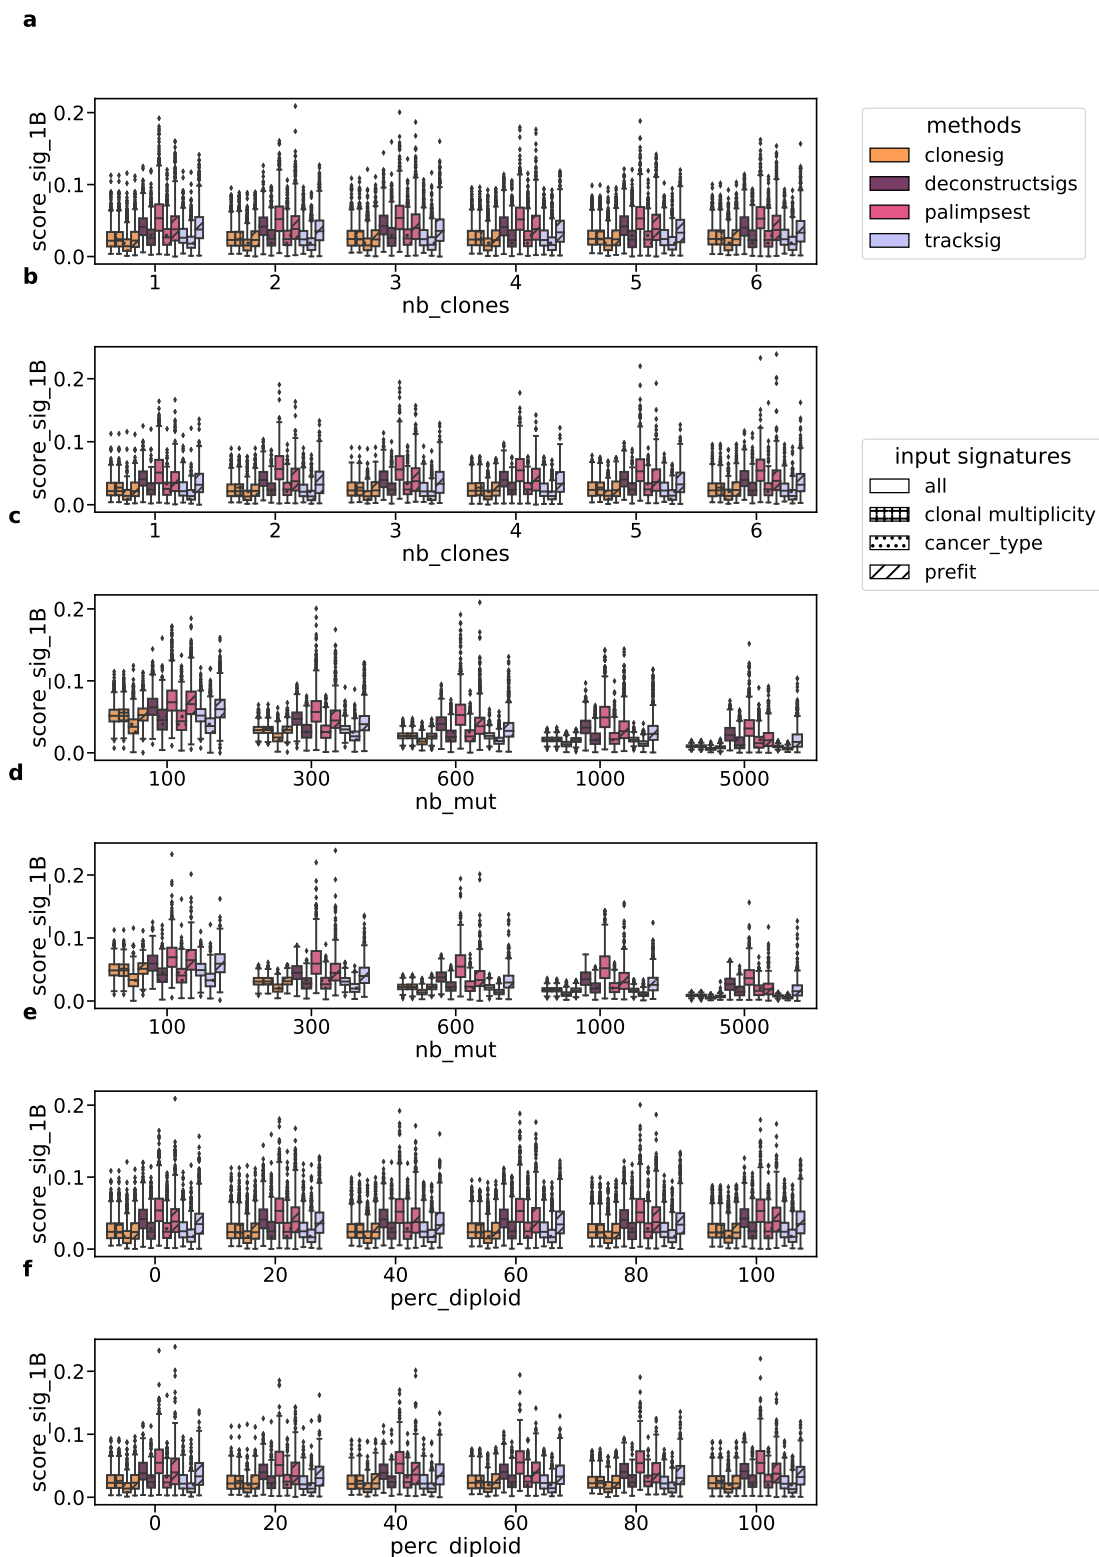 a
0.2
0.1
0.0
score_sig_1B
1 2 3 4 5 6
nb_clones
methods
clonesig
deconstructsigs
palimpsest
tracksig
b
0.2
0.1
0.0
score_sig_1B
1 2 3 4 5 6
nb_clones
input signatures
all
clonal multiplicity
cancer_type
prefit
c
0.2
0.1
0.0
score_sig_1B
100 300 600 1000 5000
nb_mut
d
0.2
0.1
0.0
score_sig_1B
100 300 600 1000 5000
nb_mut
e
0.2
0.1
0.0
score_sig_1B
0 20 40 60 80 100
perc_diploid
f
0.2
0.1
0.0
score_sig_1B
0 20 40 60 80 100
perc_diploid